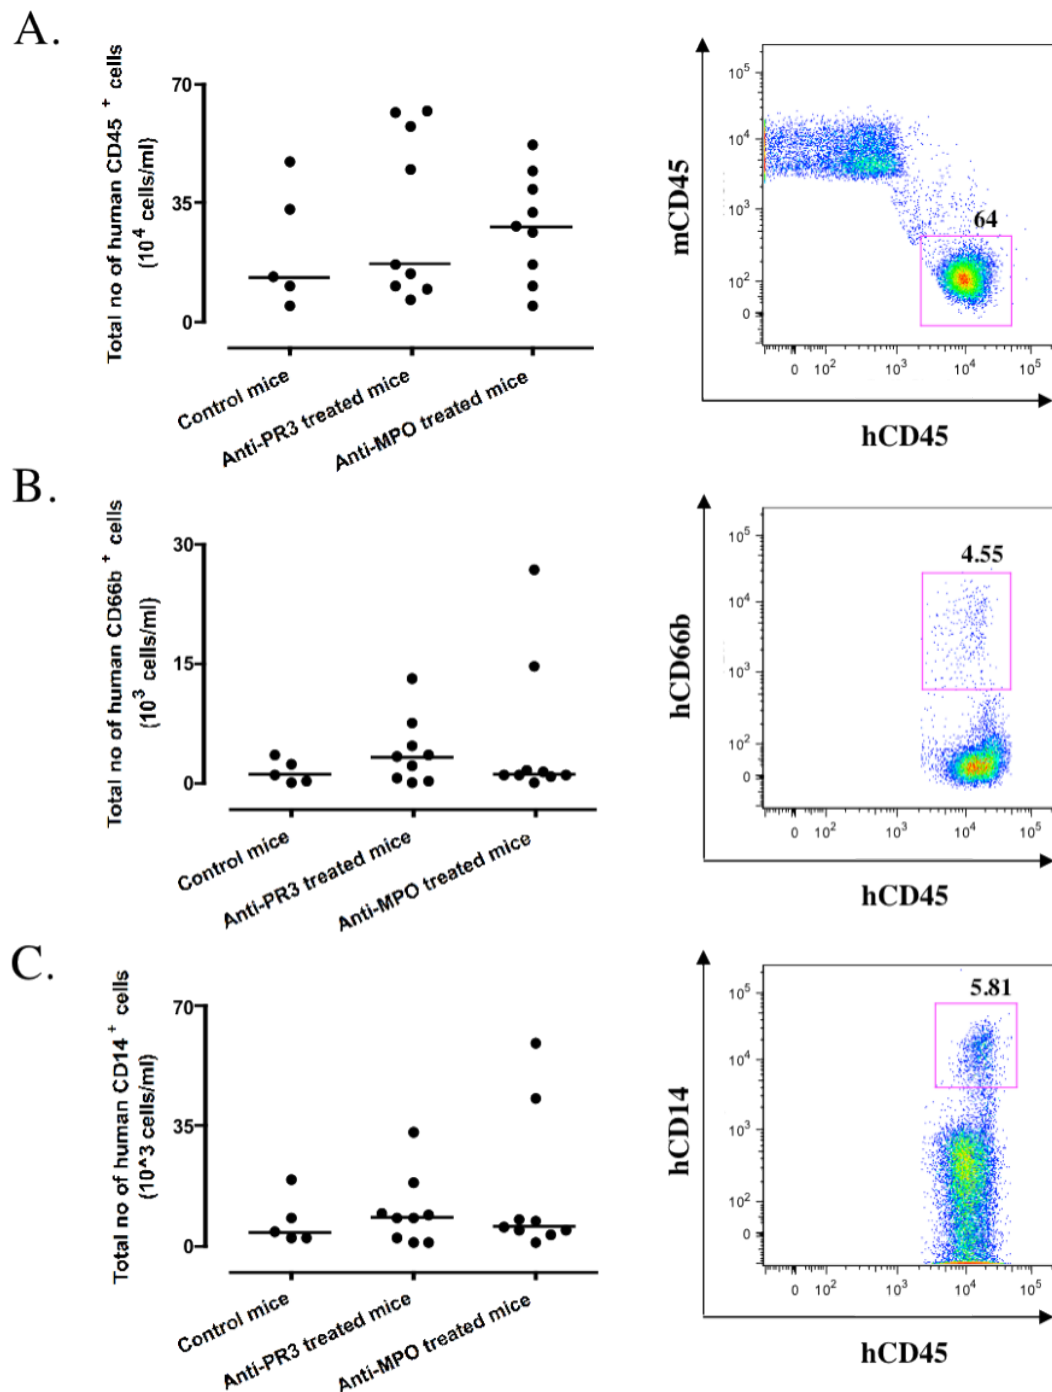 A.
Total no of human CD45 + cells
(10^4 cells/ml)
70
35
0
Control mice
Anti-PR3 treated mice
Anti-MPO treated mice
mCD45
10^5
10^4
10^3
10^2
0
64
0 10^2 10^3 10^4 10^5
hCD45
B.
Total no of human CD66b + cells
(10^3 cells/ml)
30
15
0
Control mice
Anti-PR3 treated mice
Anti-MPO treated mice
hCD66b
10^5
10^4
10^3
10^2
0
4.55
0 10^2 10^3 10^4 10^5
hCD45
C.
Total no of human CD14 + cells
(10^3 cells/ml)
70
35
0
Control mice
Anti-PR3 treated mice
Anti-MPO treated mice
hCD14
10^5
10^4
10^3
10^2
0
5.81
0 10^2 10^3 10^4 10^5
hCD45